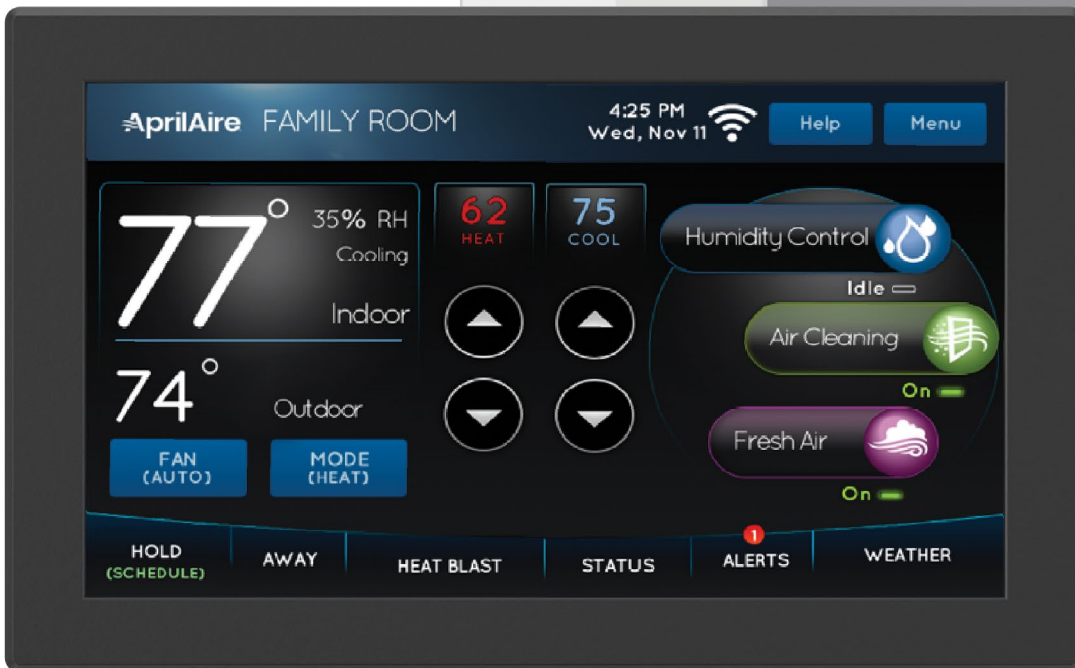 AprilAire FAMILY ROOM
4:25 PM
Wed, Nov 11
Help
Menu
77°
35% RH
Cooling
Indoor
74°
Outdoor
FAN
(AUTO)
MODE
(HEAT)
62
HEAT
75
COOL
Humidity Control
Idle
Air Cleaning
On
Fresh Air
On
HOLD
(SCHEDULE)
AWAY
HEAT BLAST
STATUS
1
ALERTS
WEATHER